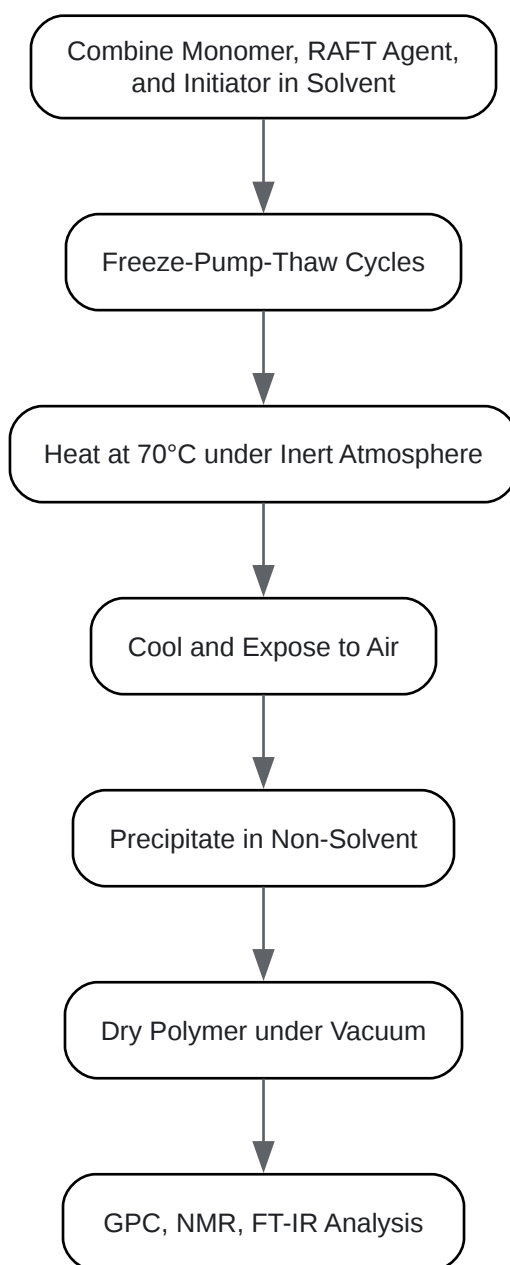 Combine Monomer, RAFT Agent,
and Initiator in Solvent
Freeze-Pump-Thaw Cycles
Heat at 70°C under Inert Atmosphere
Cool and Expose to Air
Precipitate in Non-Solvent
Dry Polymer under Vacuum
GPC, NMR, FT-IR Analysis